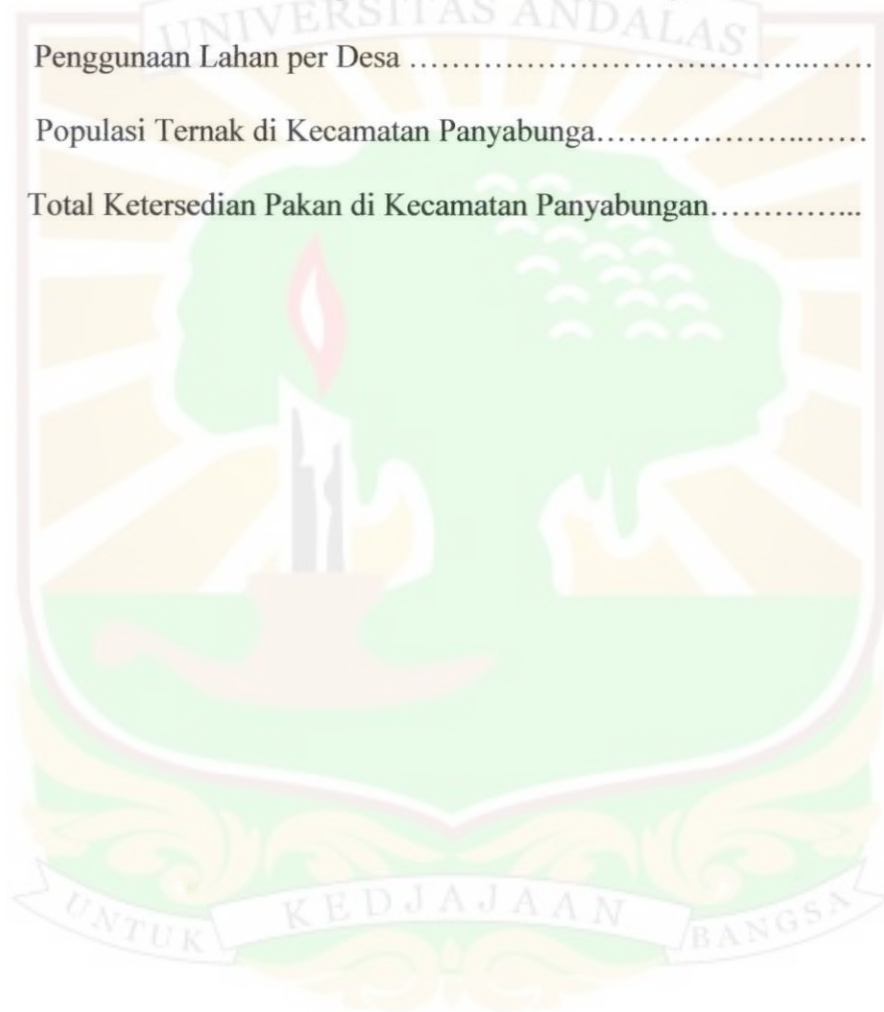 UNIVERSITAS ANDALAS
Penggunaan Lahan per Desa ……………………………………..……
Populasi Ternak di Kecamatan Panyabunga…………………..……
Total Ketersedian Pakan di Kecamatan Panyabungan…………...
UNTUK KEDJAJAAN BANGSA